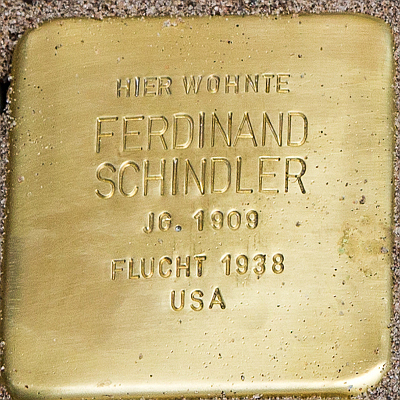 HIER WOHNTE
FERDINAND
SCHINDLER
JG. 1909
FLUCHT 1938
USA